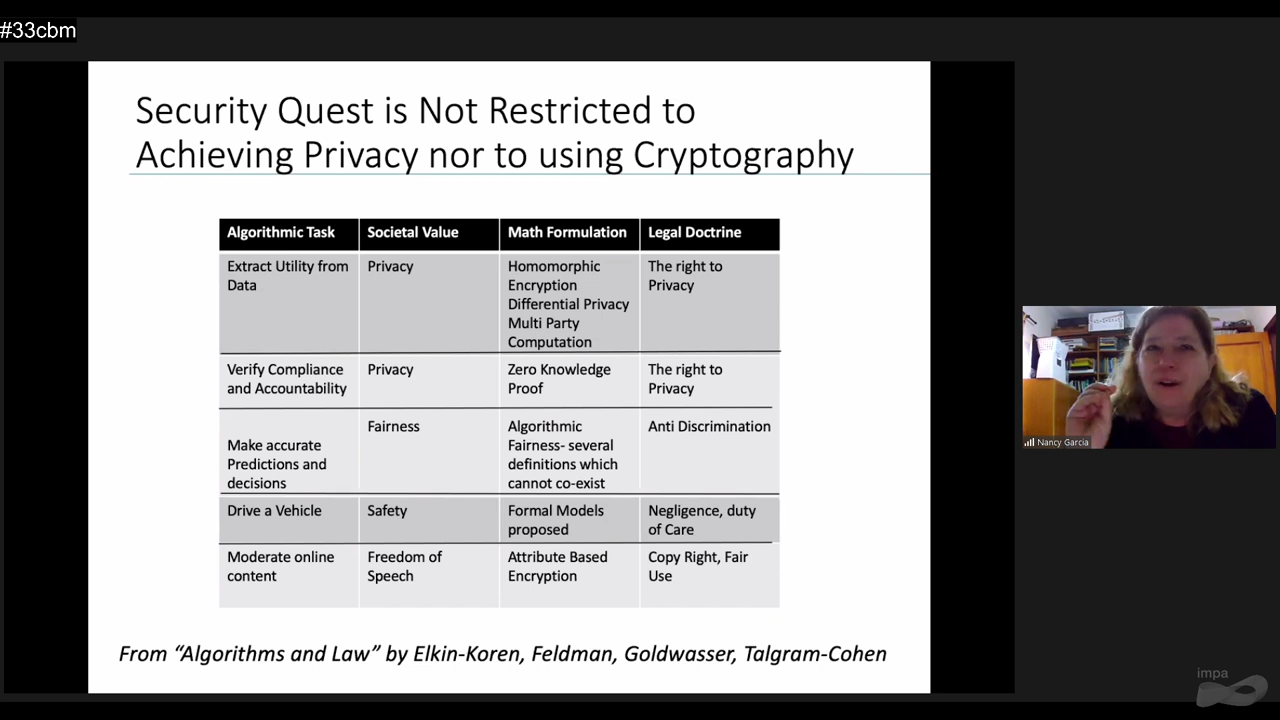 #33cbm
Security Quest is Not Restricted to
Achieving Privacy nor to using Cryptography
Algorithmic Task
Societal Value
Math Formulation
Legal Doctrine
Extract Utility from
Data
Privacy
Homomorphic
Encryption
Differential Privacy
Multi Party
Computation
The right to
Privacy
Verify Compliance
and Accountability
Privacy
Zero Knowledge
Proof
The right to
Privacy
Make accurate
Predictions and
decisions
Fairness
Algorithmic
Fairness- several
definitions which
cannot co-exist
Anti Discrimination
Drive a Vehicle
Safety
Formal Models
proposed
Negligence, duty
of Care
Moderate online
content
Freedom of
Speech
Attribute Based
Encryption
Copy Right, Fair
Use
From “Algorithms and Law” by Elkin-Koren, Feldman, Goldwasser, Talgram-Cohen
Nancy Garcia
impa